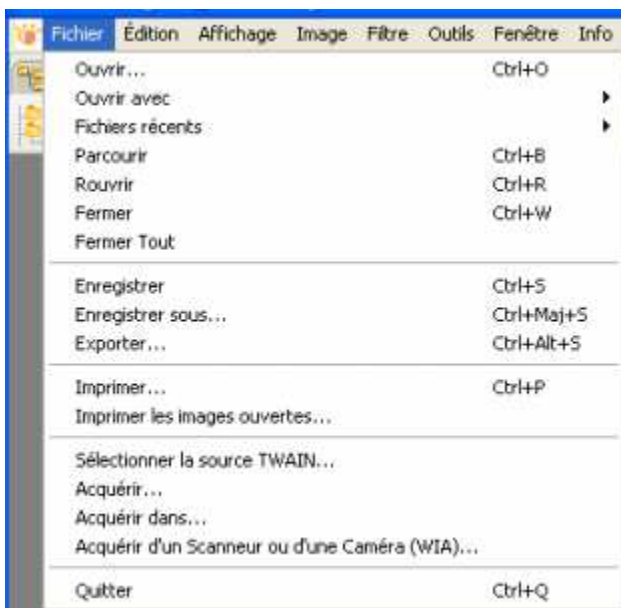 Fichier Édition Affichage Image Filtre Outils Fenêtre Info
Ouvrir... Ctrl+O
Ouvrir avec
Fichiers récents
Parcourir Ctrl+B
Rouvrir Ctrl+R
Fermer Ctrl+W
Fermer Tout
Enregistrer Ctrl+S
Enregistrer sous... Ctrl+Maj+S
Exporter... Ctrl+Alt+S
Imprimer... Ctrl+P
Imprimer les images ouvertes...
Sélectionner la source TWAIN...
Acquérir...
Acquérir dans...
Acquérir d'un Scanneur ou d'une Caméra (WIA)...
Quitter Ctrl+Q